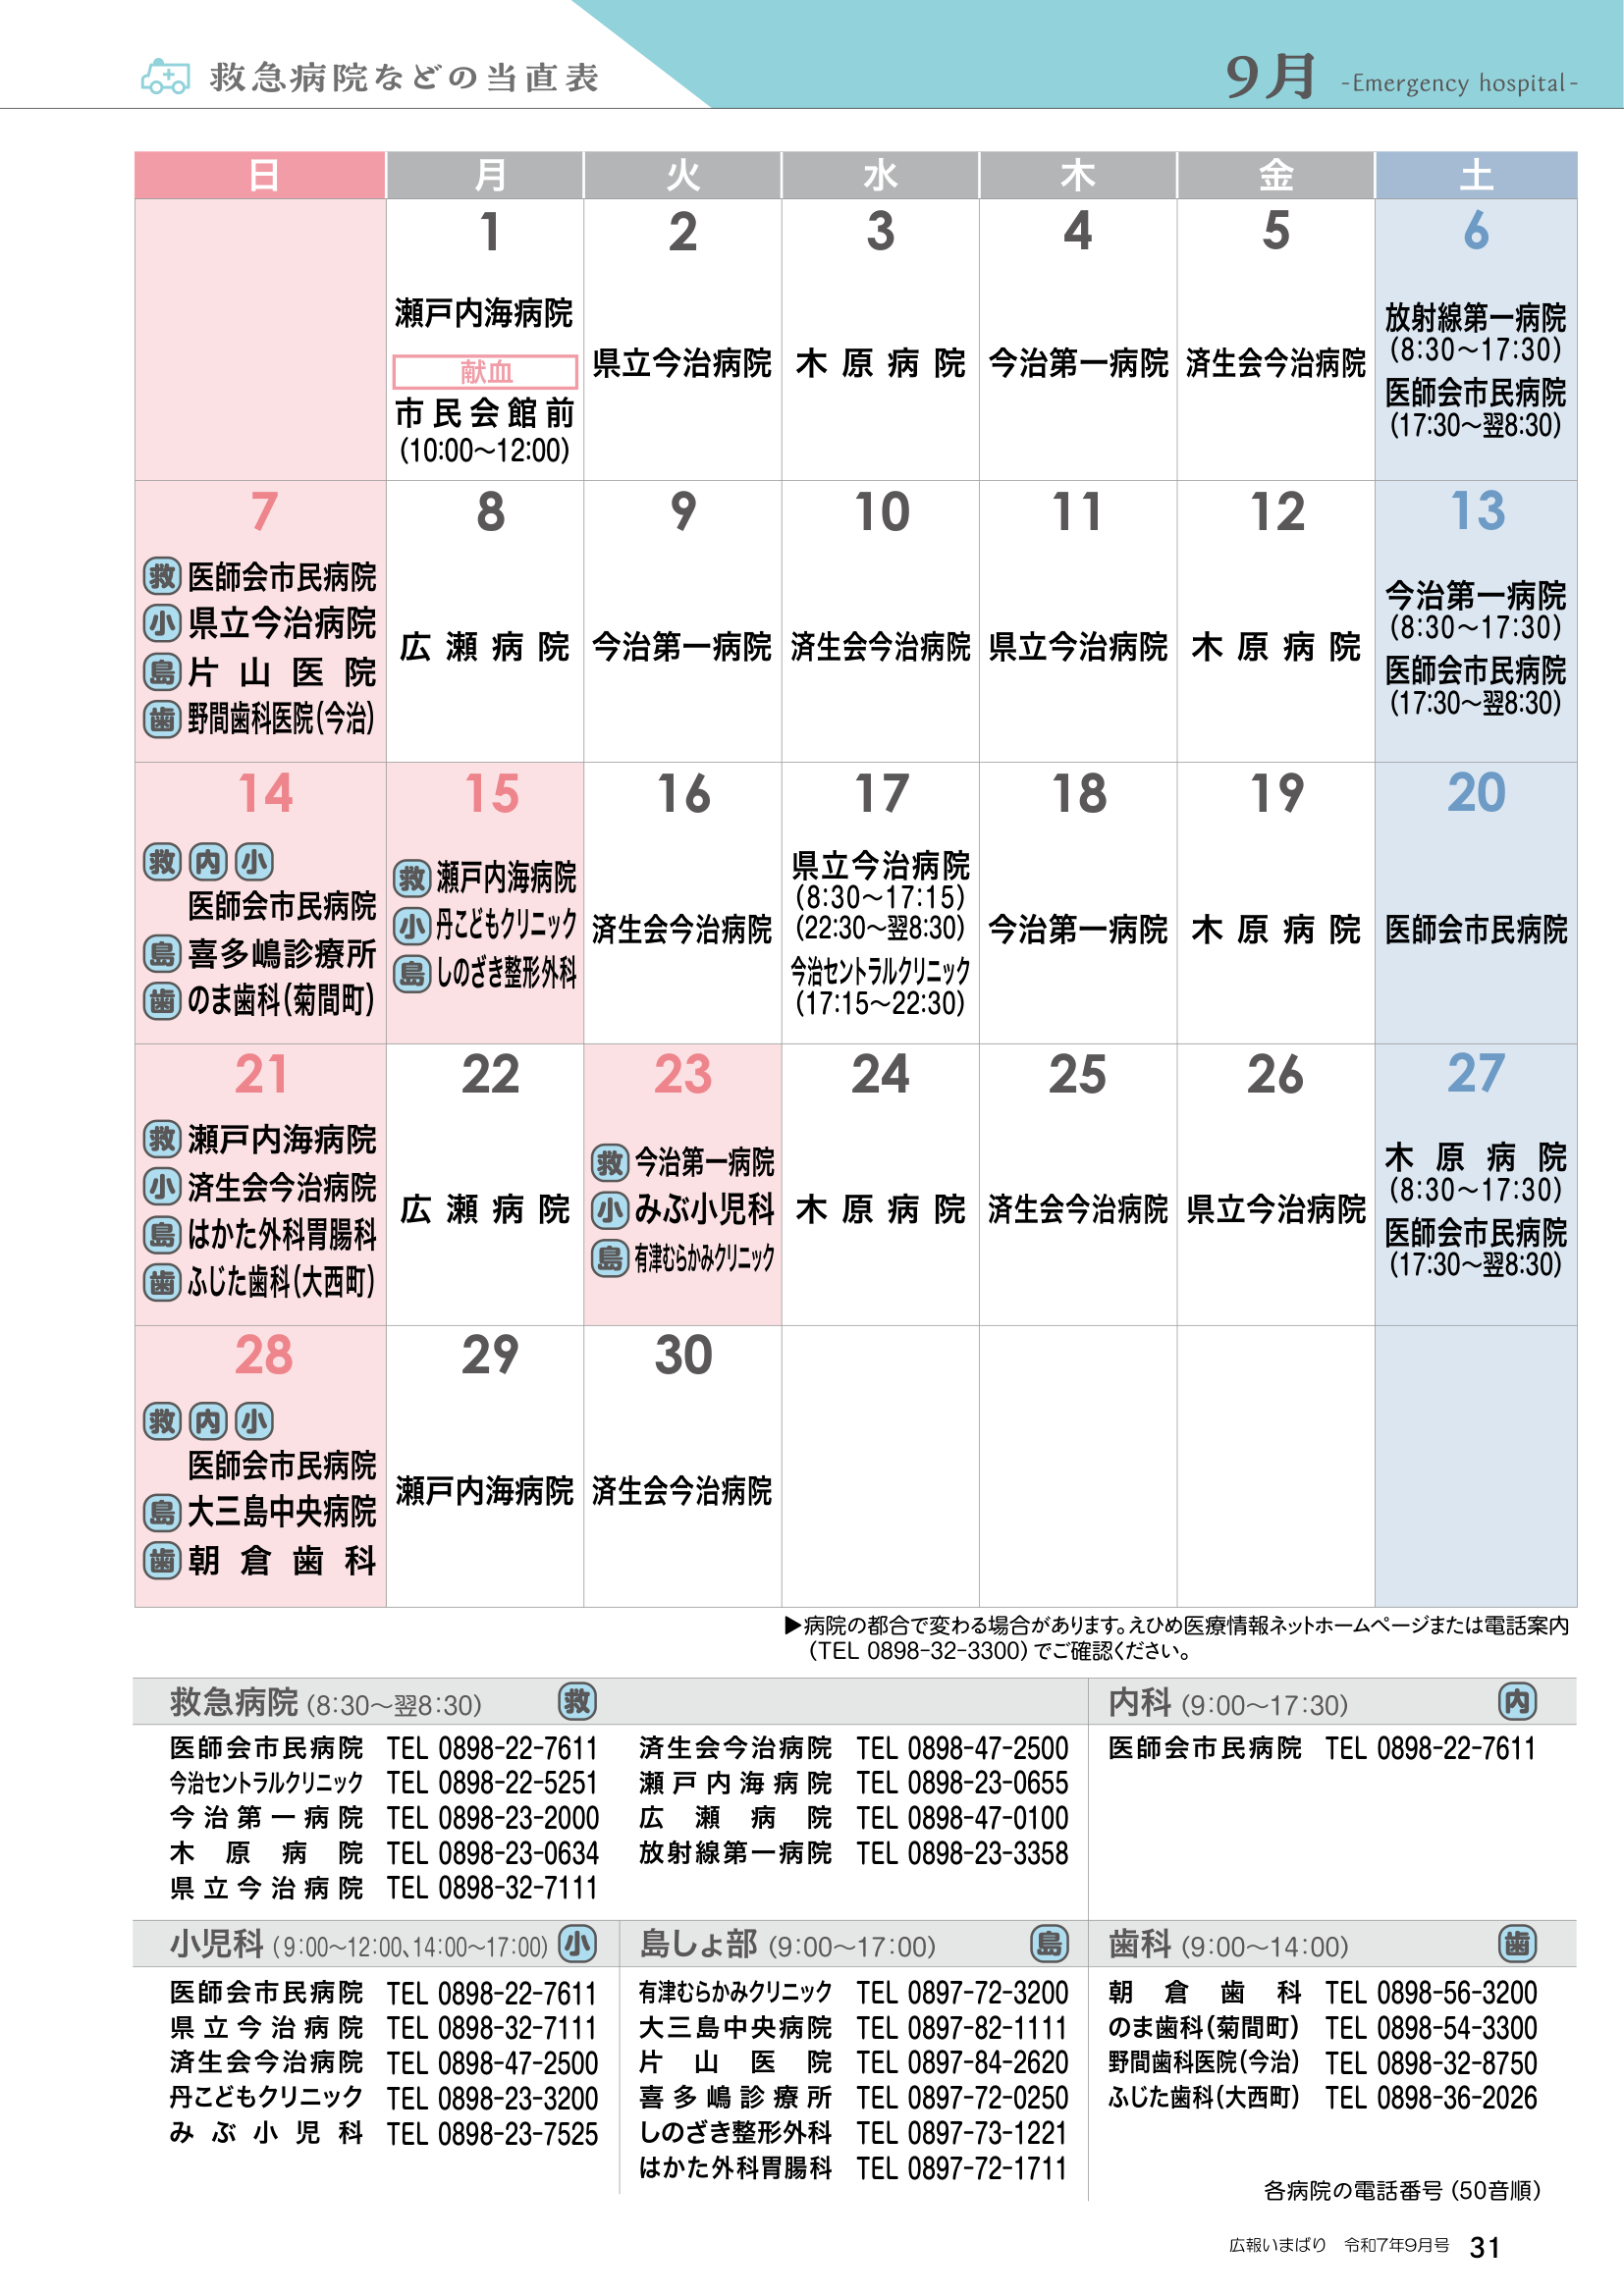 救急病院などの当直表
9月 -Emergency hospital-
日 月 火 水 木 金 土
1
瀬戸内海病院
献血
市民会館前
(10:00～12:00)
2
県立今治病院
3
木原病院
4
今治第一病院
5
済生会今治病院
6
放射線第一病院
(8:30～17:30)
医師会市民病院
(17:30～翌8:30)
7
救 医師会市民病院
小 県立今治病院
島 片山医院
歯 野間歯科医院(今治)
8
広瀬病院
9
今治第一病院
10
済生会今治病院
11
県立今治病院
12
木原病院
13
今治第一病院
(8:30～17:30)
医師会市民病院
(17:30～翌8:30)
14
救 内 小
医師会市民病院
島 喜多嶋診療所
歯 のま歯科(菊間町)
15
救 瀬戸内海病院
小 丹こどもクリニック
島 しのざき整形外科
16
済生会今治病院
17
県立今治病院
(8:30～17:15)
(22:30～翌8:30)
今治セントラルクリニック
(17:15～22:30)
18
今治第一病院
19
木原病院
20
医師会市民病院
21
救 瀬戸内海病院
小 済生会今治病院
島 はかた外科胃腸科
歯 ふじた歯科(大西町)
22
広瀬病院
23
救 今治第一病院
小 みぶ小児科
島 有津むらかみクリニック
24
木原病院
25
済生会今治病院
26
県立今治病院
27
木原病院
(8:30～17:30)
医師会市民病院
(17:30～翌8:30)
28
救 内 小
医師会市民病院
島 大三島中央病院
歯 朝倉歯科
29
瀬戸内海病院
30
済生会今治病院
▶病院の都合で変わる場合があります。えひめ医療情報ネットホームページまたは電話案内
(TEL 0898-32-3300)でご確認ください。
救急病院(8:30～翌8:30) 救
医師会市民病院 TEL 0898-22-7611
今治セントラルクリニック TEL 0898-22-5251
今治第一病院 TEL 0898-23-2000
木原病院 TEL 0898-23-0634
県立今治病院 TEL 0898-32-7111
済生会今治病院 TEL 0898-47-2500
瀬戸内海病院 TEL 0898-23-0655
広瀬病院 TEL 0898-47-0100
放射線第一病院 TEL 0898-23-3358
内科(9:00～17:30) 内
医師会市民病院 TEL 0898-22-7611
小児科(9:00～12:00、14:00～17:00) 小
医師会市民病院 TEL 0898-22-7611
県立今治病院 TEL 0898-32-7111
済生会今治病院 TEL 0898-47-2500
丹こどもクリニック TEL 0898-23-3200
みぶ小児科 TEL 0898-23-7525
島しょ部(9:00～17:00) 島
有津むらかみクリニック TEL 0897-72-3200
大三島中央病院 TEL 0897-82-1111
片山医院 TEL 0897-84-2620
喜多嶋診療所 TEL 0897-72-0250
しのざき整形外科 TEL 0897-73-1221
はかた外科胃腸科 TEL 0897-72-1711
歯科(9:00～14:00) 歯
朝倉歯科 TEL 0898-56-3200
のま歯科(菊間町) TEL 0898-54-3300
野間歯科医院(今治) TEL 0898-32-8750
ふじた歯科(大西町) TEL 0898-36-2026
各病院の電話番号(50音順)
広報いまばり 令和7年9月号 31